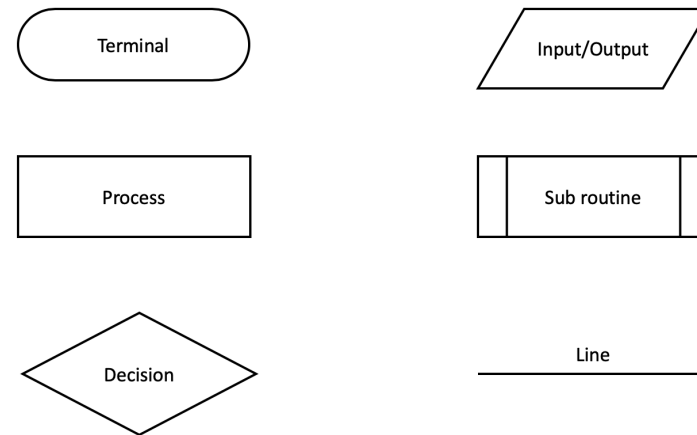 Terminal
Input/Output
Process
Sub routine
Decision
Line